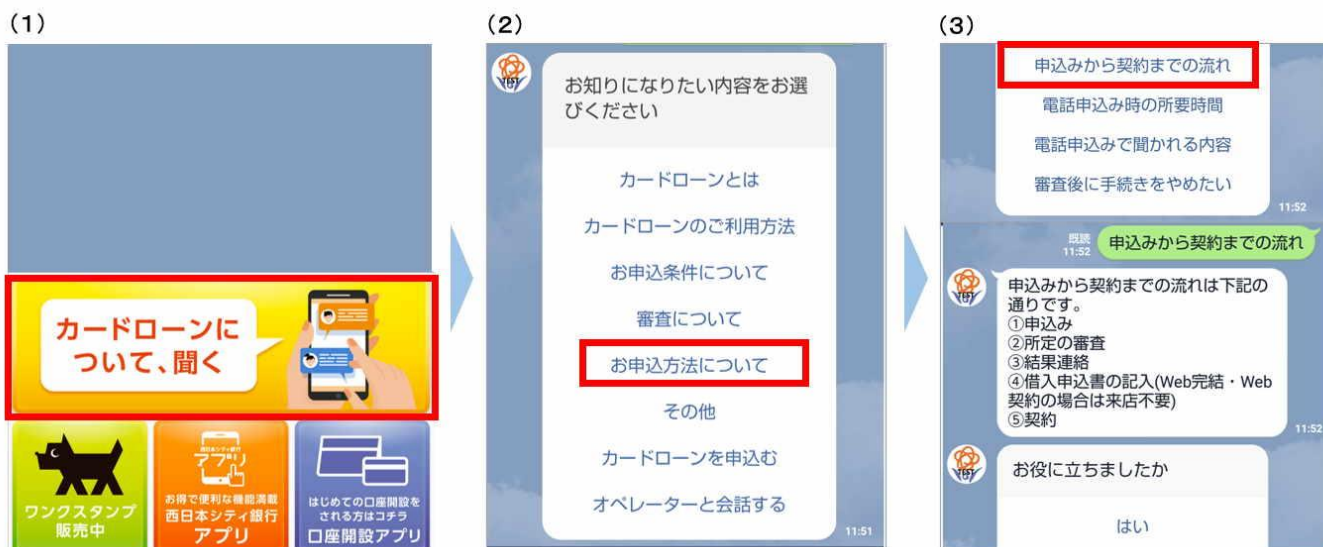 (1)
カードローンに
ついて、聞く
ワンクスタンプ
販売中
西日本シティ銀行
アプリ
お得で便利な機能満載
西日本シティ銀行
アプリ
はじめての口座開設を
される方はコチラ
口座開設アプリ
(2)
お知りになりたい内容をお選
びください
カードローンとは
カードローンのご利用方法
お申込条件について
審査について
お申込方法について
その他
カードローンを申込む
オペレーターと会話する
11:51
(3)
申込みから契約までの流れ
電話申込み時の所要時間
電話申込みで聞かれる内容
審査後に手続きをやめたい
11:52
既読
11:52
申込みから契約までの流れ
申込みから契約までの流れは下記の
通りです。
①申込み
②所定の審査
③結果連絡
④借入申込書の記入(Web完結・Web
契約の場合は来店不要)
⑤契約
11:52
お役に立ちましたか
はい